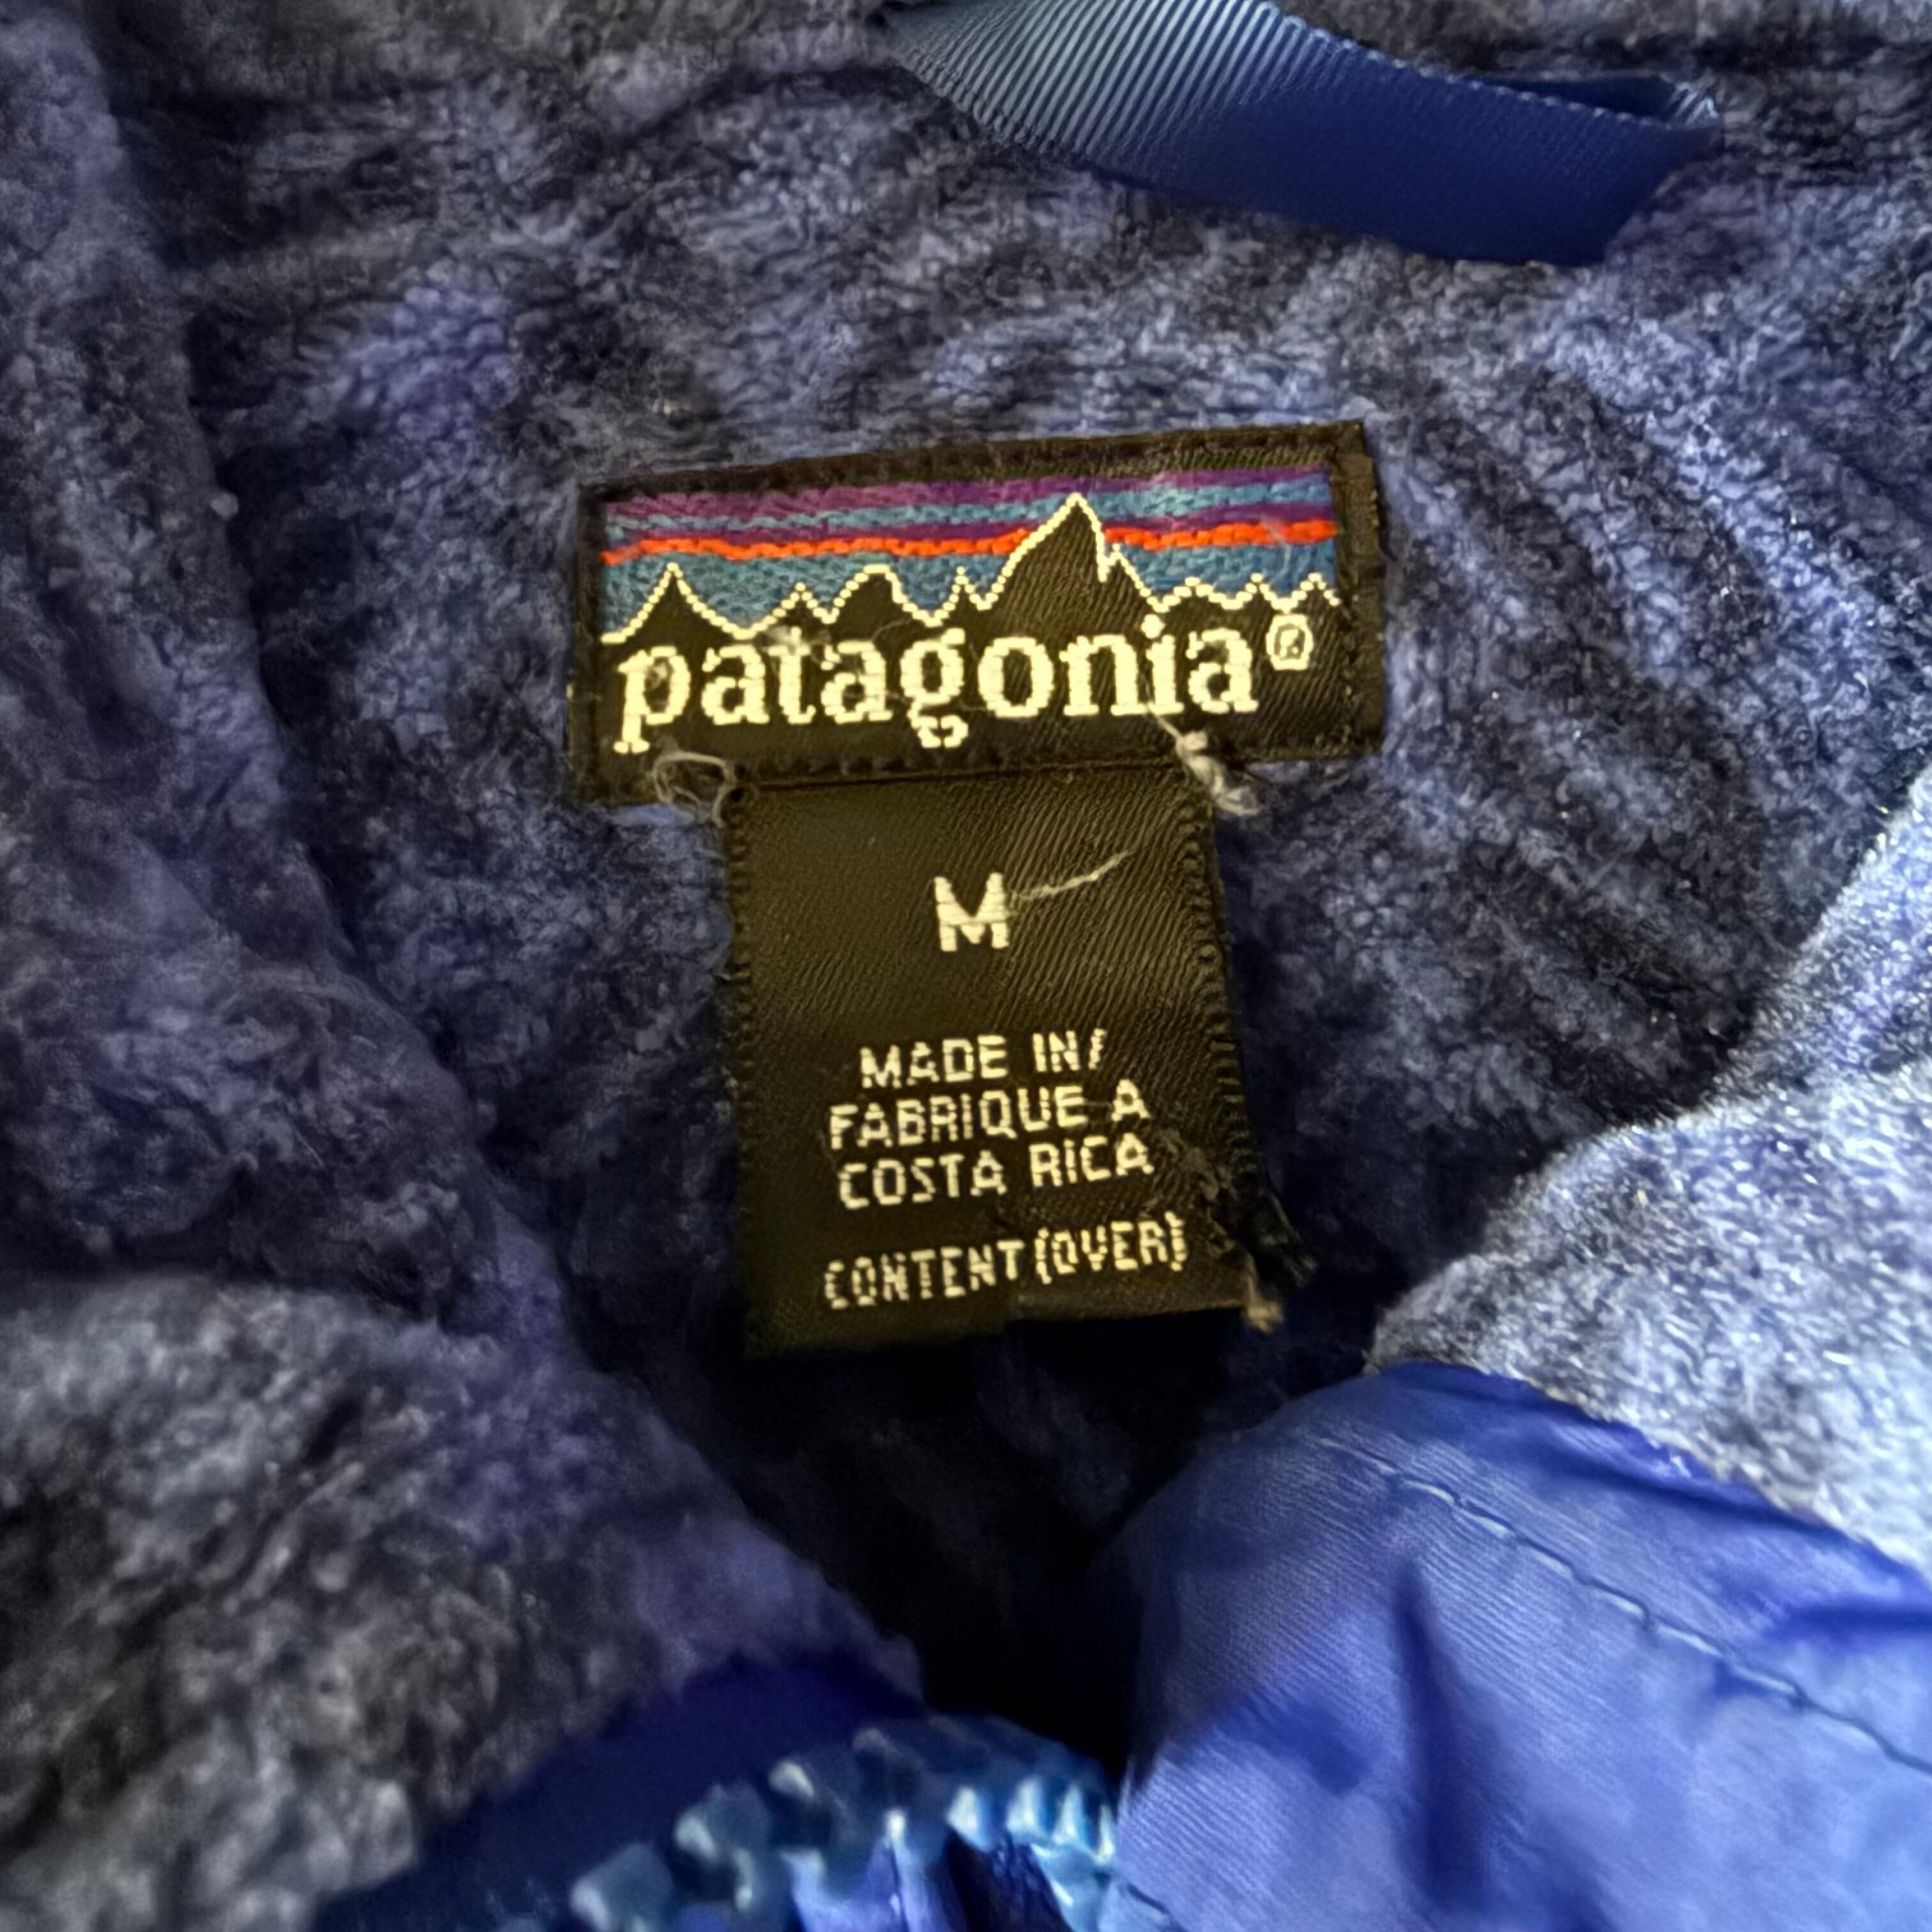 patagonia®
M
MADE IN/
FABRIQUE A
COSTA RICA
CONTENT (OVER)